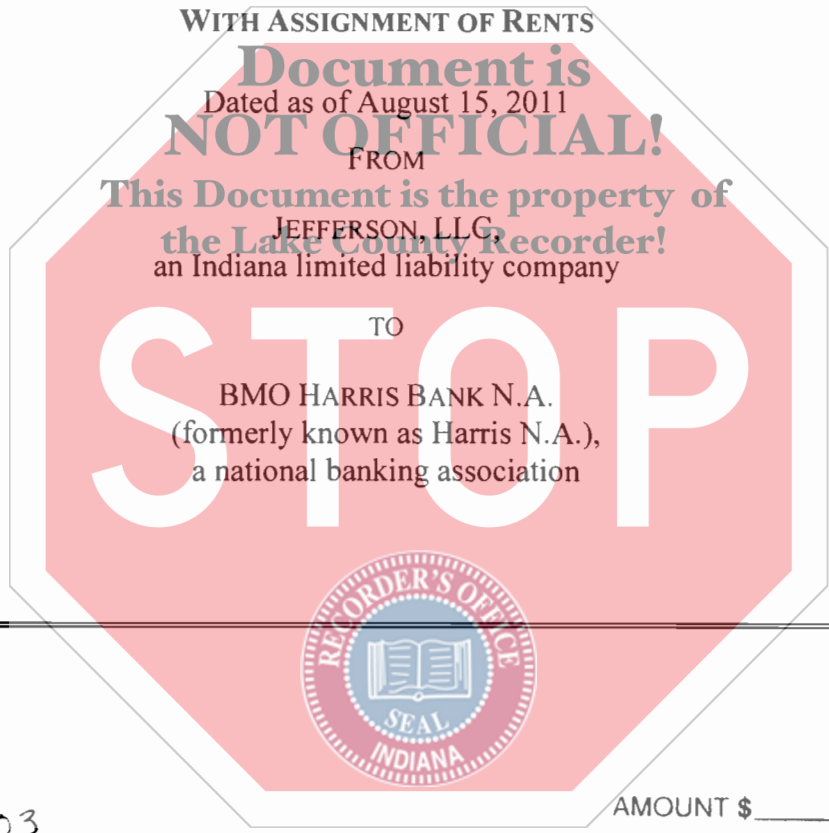 WITH ASSIGNMENT OF RENTS
Document is
Dated as of August 15, 2011
NOT OFFICIAL!
FROM
This Document is the property of
JEFFERSON, LLC,
the Lake County Recorder!
an Indiana limited liability company
TO
BMO HARRIS BANK N.A.
(formerly known as Harris N.A.),
a national banking association
STOP
RECORDER'S OFFICE
SEAL
INDIANA
AMOUNT $
03